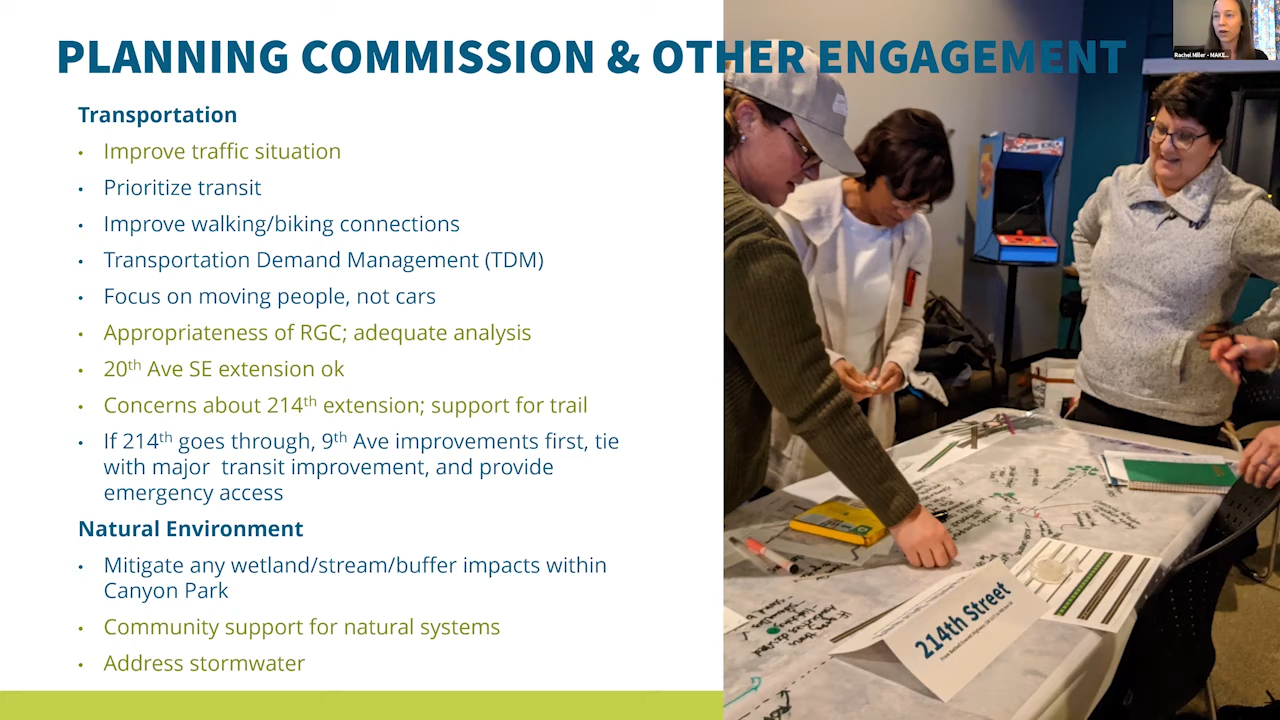 PLANNING COMMISSION & OTHER ENGAGEMENT
Rachel Miller - MAKE...
Transportation
• Improve traffic situation
• Prioritize transit
• Improve walking/biking connections
• Transportation Demand Management (TDM)
• Focus on moving people, not cars
• Appropriateness of RGC; adequate analysis
• 20th Ave SE extension ok
• Concerns about 214th extension; support for trail
• If 214th goes through, 9th Ave improvements first, tie
with major  transit improvement, and provide
emergency access
Natural Environment
• Mitigate any wetland/stream/buffer impacts within
Canyon Park
• Community support for natural systems
• Address stormwater
214th Street